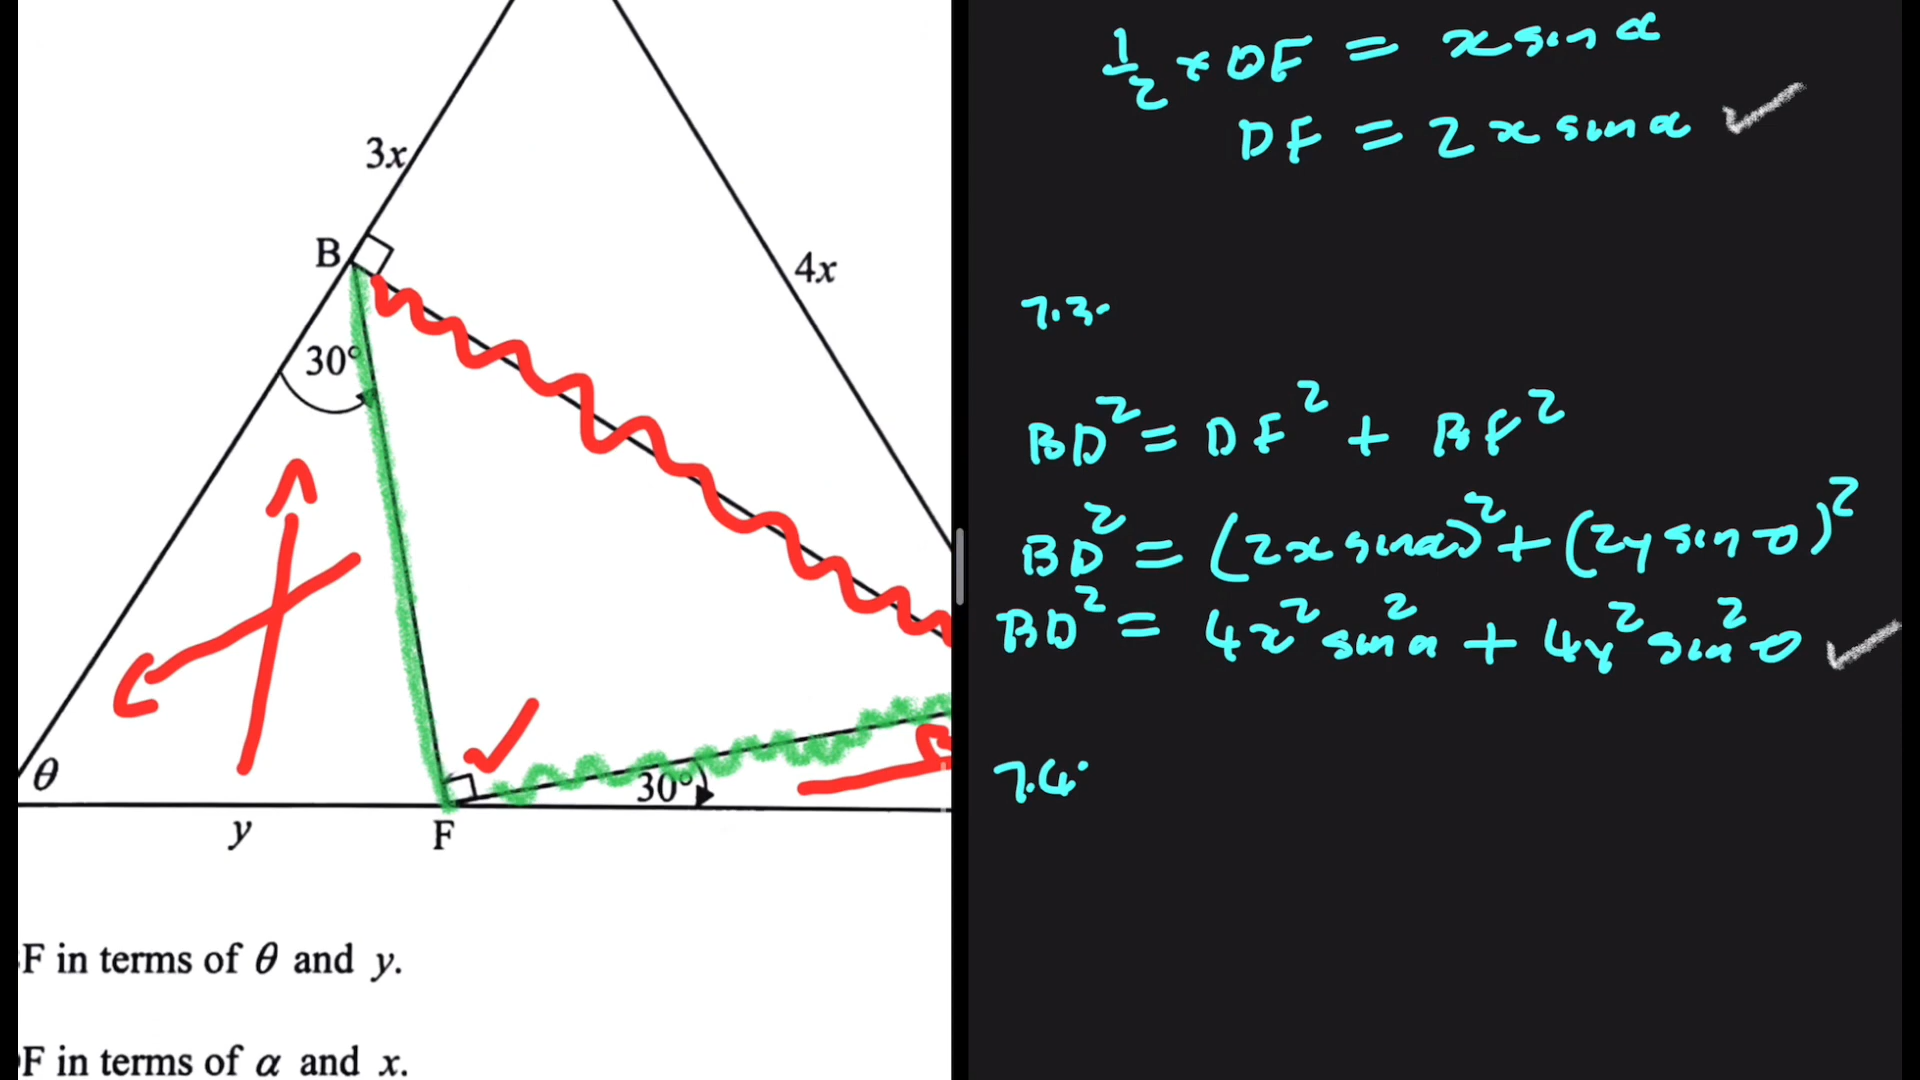 3x
B
4x
30°
θ
30°
y
F
F in terms of θ and y.
F in terms of α and x.
1/2 × DF = x sin α
DF = 2x sin α ✓
7.3.
BD² = DF² + BF²
BD² = (2x sin α)² + (2y sin θ)²
BD² = 4x² sin² α + 4y² sin² θ ✓
7.4.